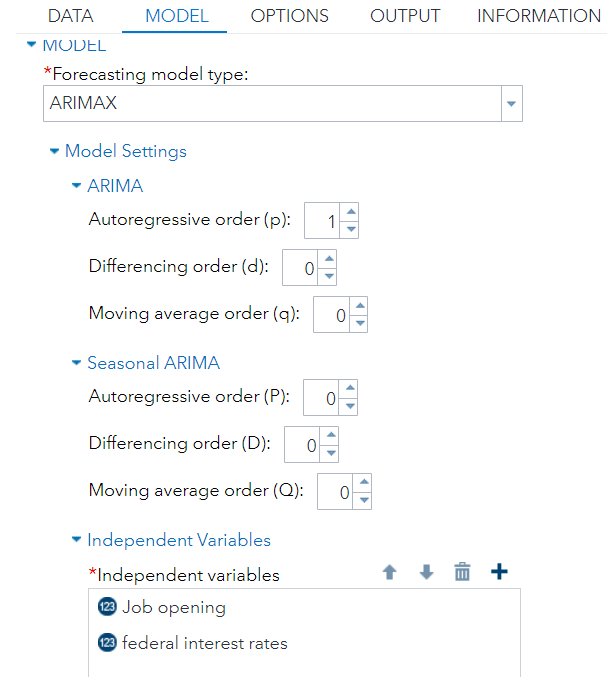 DATA MODEL OPTIONS OUTPUT INFORMATION
MODEL
*Forecasting model type:
ARIMAX
Model Settings
ARIMA
Autoregressive order (p): 1
Differencing order (d): 0
Moving average order (q): 0
Seasonal ARIMA
Autoregressive order (P): 0
Differencing order (D): 0
Moving average order (Q): 0
Independent Variables
*Independent variables
123 Job opening
123 federal interest rates